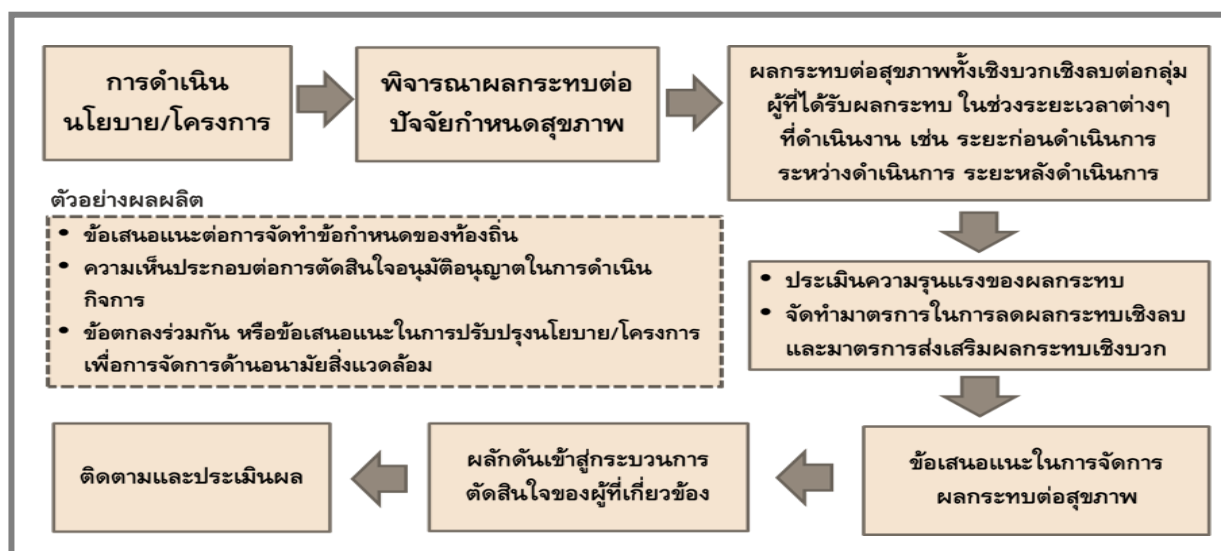 การดำเนิน
นโยบาย/โครงการ
พิจารณาผลกระทบต่อ
ปัจจัยกำหนดสุขภาพ
ผลกระทบต่อสุขภาพทั้งเชิงบวกเชิงลบต่อกลุ่ม
ผู้ที่ได้รับผลกระทบ ในช่วงระยะเวลาต่างๆ
ที่ดำเนินงาน เช่น ระยะก่อนดำเนินการ
ระหว่างดำเนินการ ระยะหลังดำเนินการ
ตัวอย่างผลผลิต
• ข้อเสนอแนะต่อการจัดทำข้อกำหนดของท้องถิ่น
• ความเห็นประกอบต่อการตัดสินใจอนุมัติอนุญาตในการดำเนิน
กิจการ
• ข้อตกลงร่วมกัน หรือข้อเสนอแนะในการปรับปรุงนโยบาย/โครงการ
เพื่อการจัดการด้านอนามัยสิ่งแวดล้อม
• ประเมินความรุนแรงของผลกระทบ
• จัดทำมาตรการในการลดผลกระทบเชิงลบ
และมาตรการส่งเสริมผลกระทบเชิงบวก
ข้อเสนอแนะในการจัดการ
ผลกระทบต่อสุขภาพ
ผลักดันเข้าสู่กระบวนการ
ตัดสินใจของผู้ที่เกี่ยวข้อง
ติดตามและประเมินผล